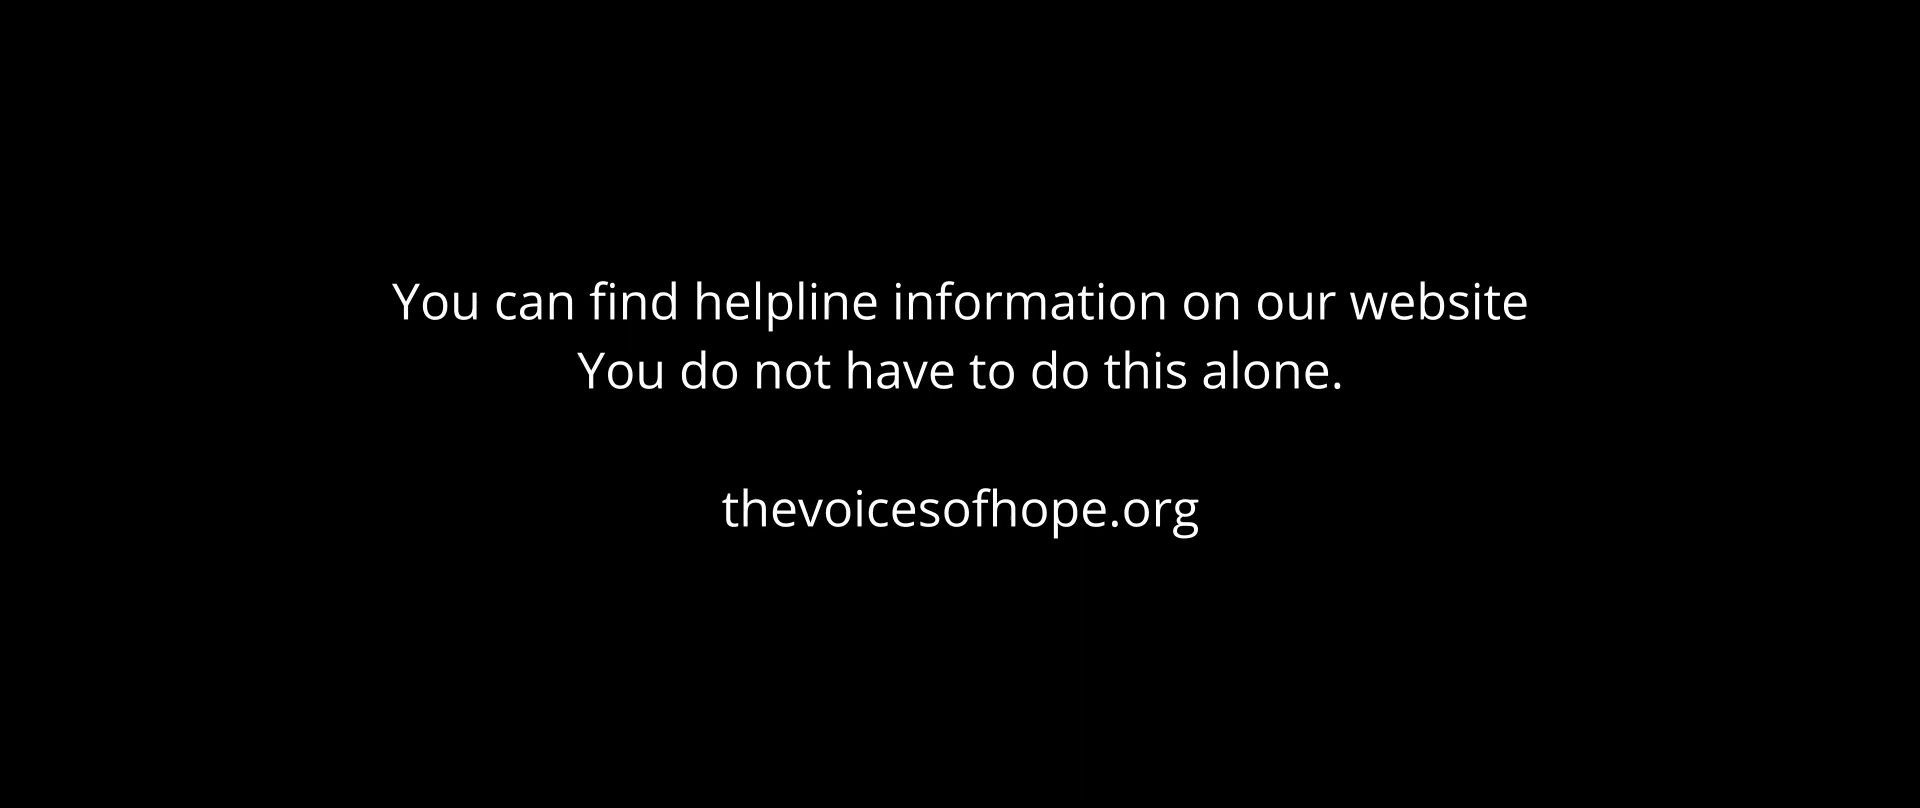 You can find helpline information on our website
You do not have to do this alone.
thevoicesofhope.org